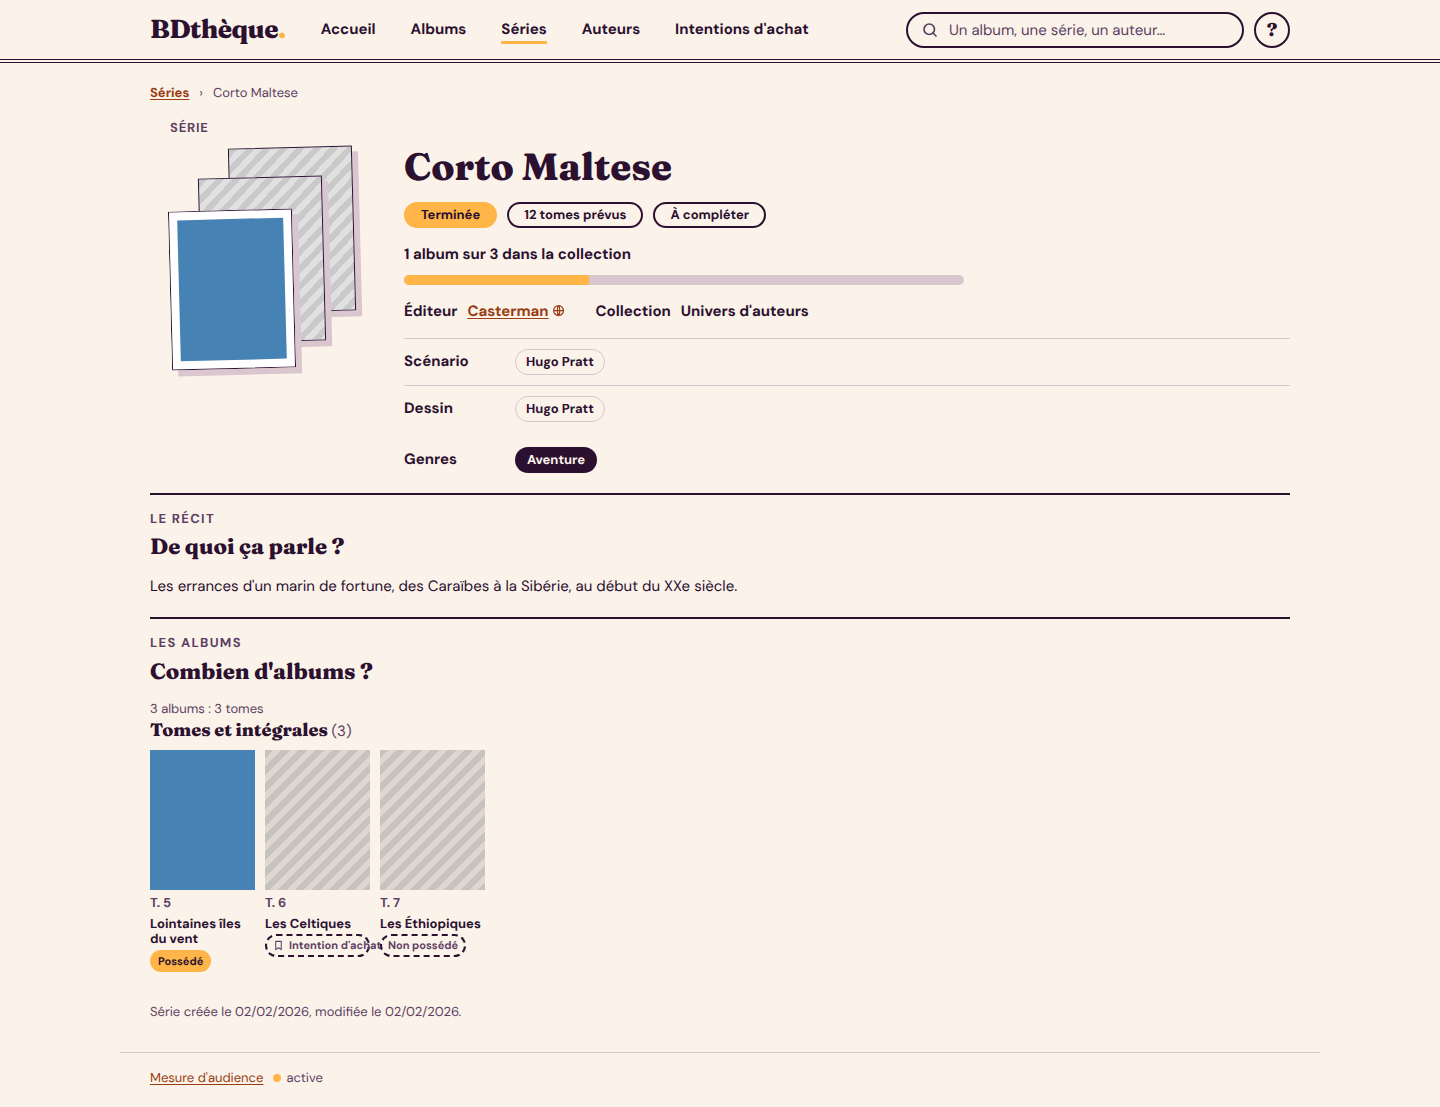 BDthèque.
Accueil
Albums
Séries
Auteurs
Intentions d'achat
Un album, une série, un auteur…
?
Séries › Corto Maltese
SÉRIE
Corto Maltese
Terminée
12 tomes prévus
À compléter
1 album sur 3 dans la collection
Éditeur Casterman
Collection Univers d'auteurs
Scénario Hugo Pratt
Dessin Hugo Pratt
Genres Aventure
LE RÉCIT
De quoi ça parle ?
Les errances d'un marin de fortune, des Caraïbes à la Sibérie, au début du XXe siècle.
LES ALBUMS
Combien d'albums ?
3 albums : 3 tomes
Tomes et intégrales (3)
T. 5
Lointaines îles
du vent
Possédé
T. 6
Les Celtiques
Intention d'achat
T. 7
Les Éthiopiques
Non possédé
Série créée le 02/02/2026, modifiée le 02/02/2026.
Mesure d'audience active